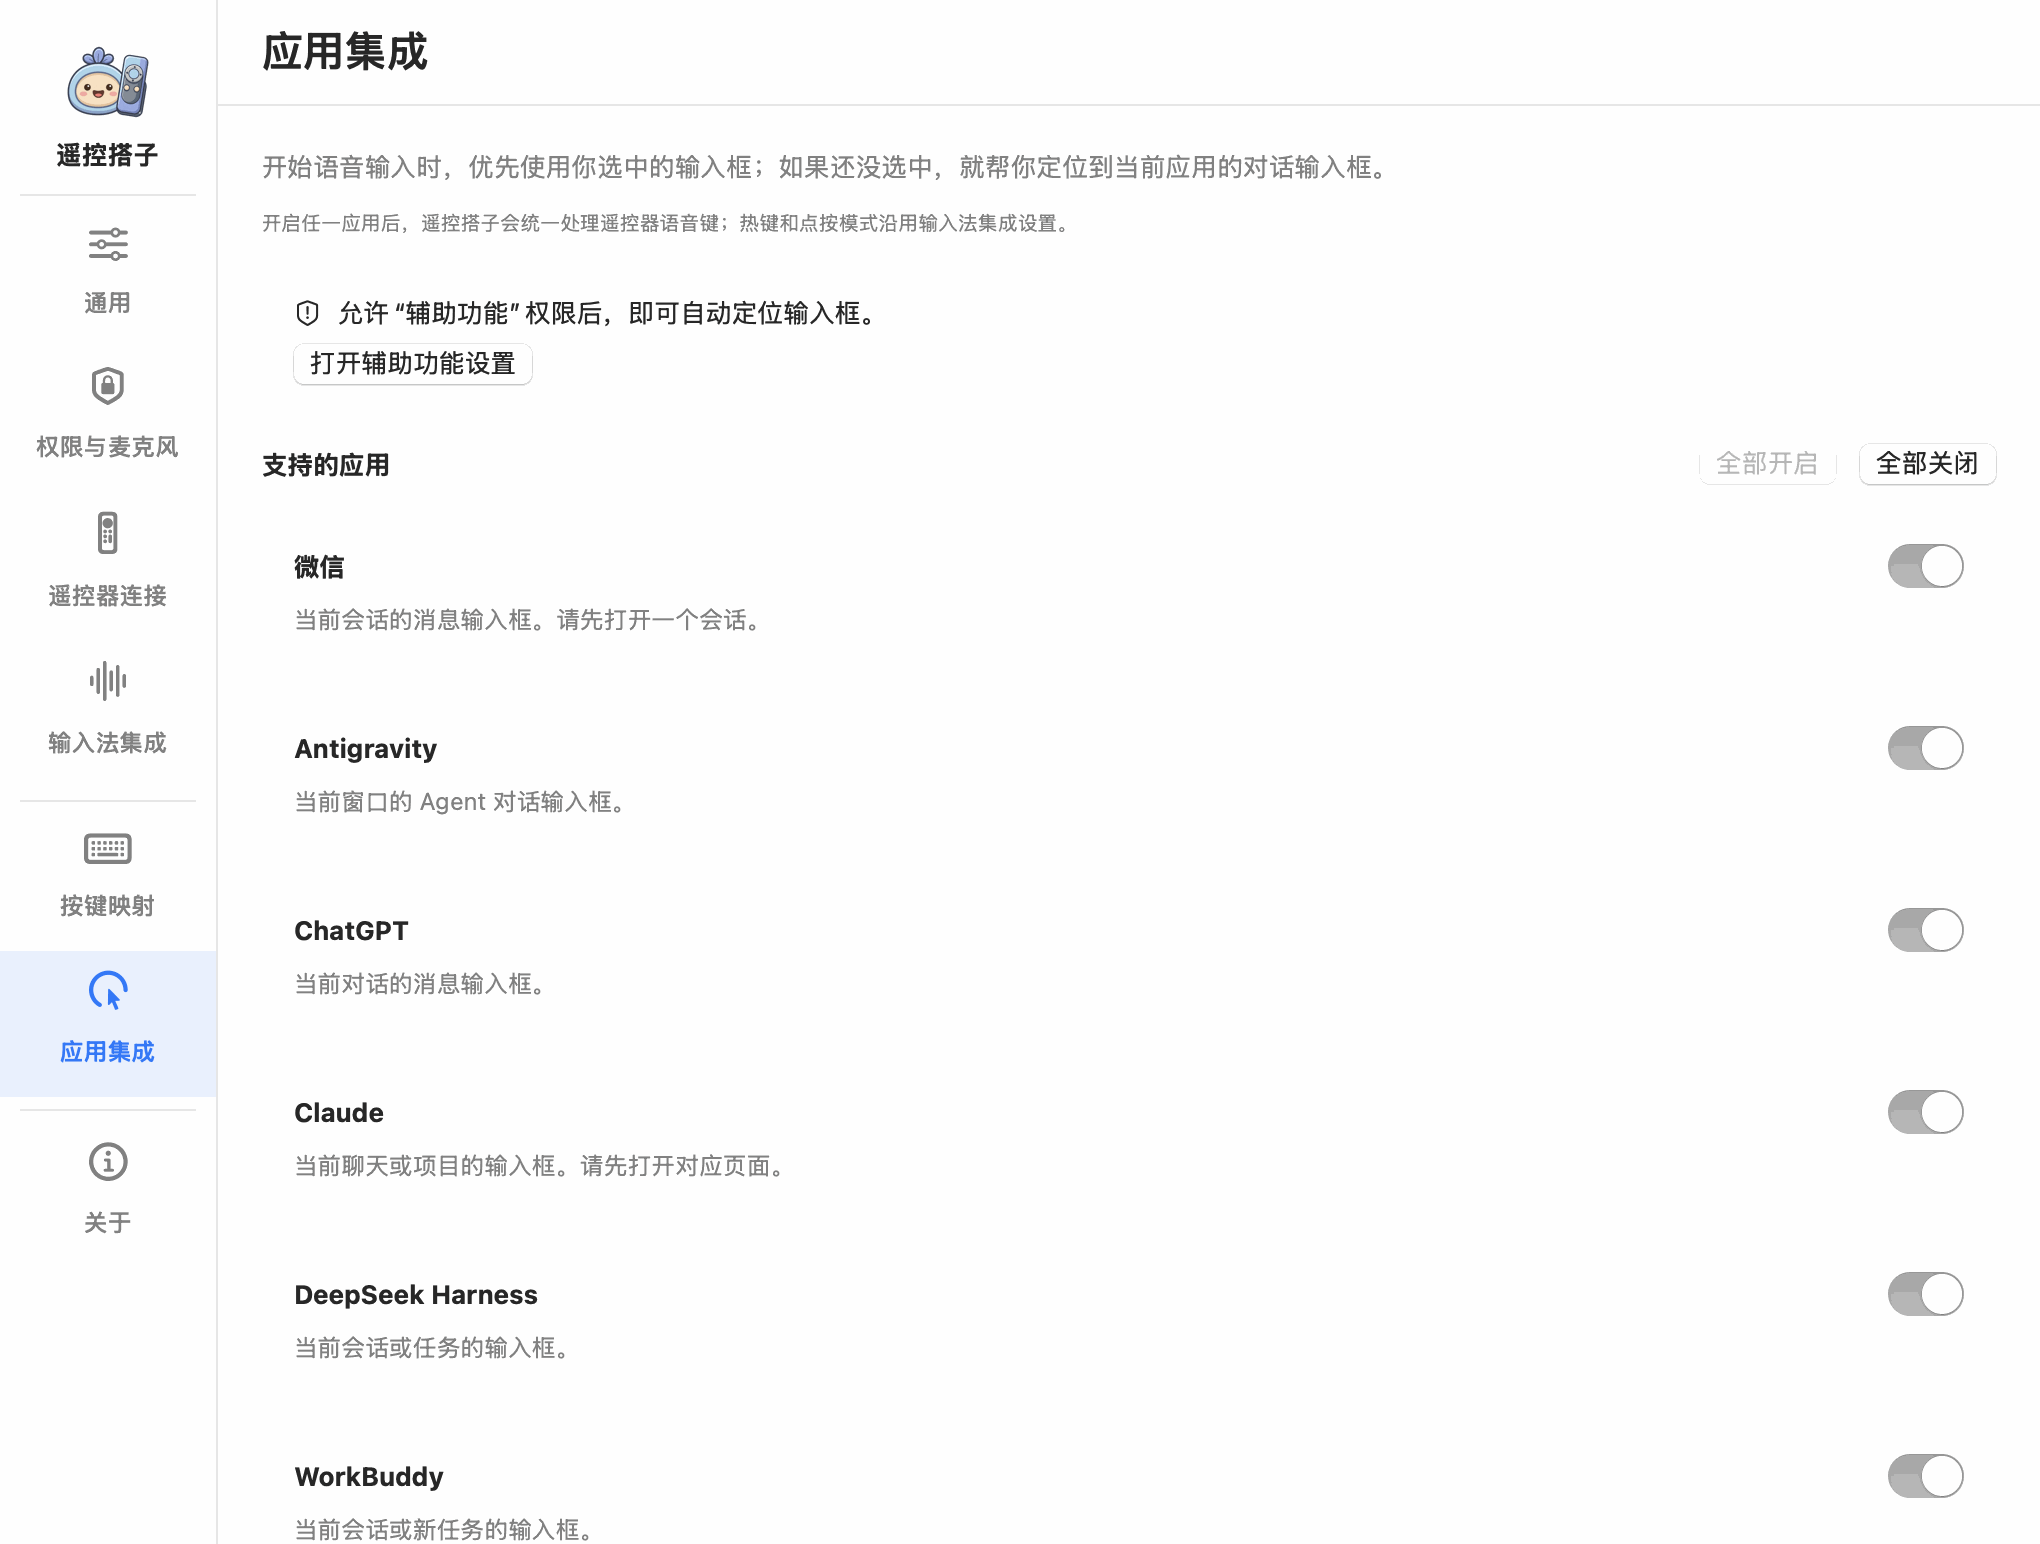 遥控搭子
通用
权限与麦克风
遥控器连接
输入法集成
按键映射
应用集成
关于
应用集成
开始语音输入时，优先使用你选中的输入框；如果还没选中，就帮你定位到当前应用的对话输入框。
开启任一应用后，遥控搭子会统一处理遥控器语音键；热键和点按模式沿用输入法集成设置。
允许“辅助功能”权限后，即可自动定位输入框。
打开辅助功能设置
支持的应用 全部开启 全部关闭
微信
当前会话的消息输入框。请先打开一个会话。
Antigravity
当前窗口的 Agent 对话输入框。
ChatGPT
当前对话的消息输入框。
Claude
当前聊天或项目的输入框。请先打开对应页面。
DeepSeek Harness
当前会话或任务的输入框。
WorkBuddy
当前会话或新任务的输入框。